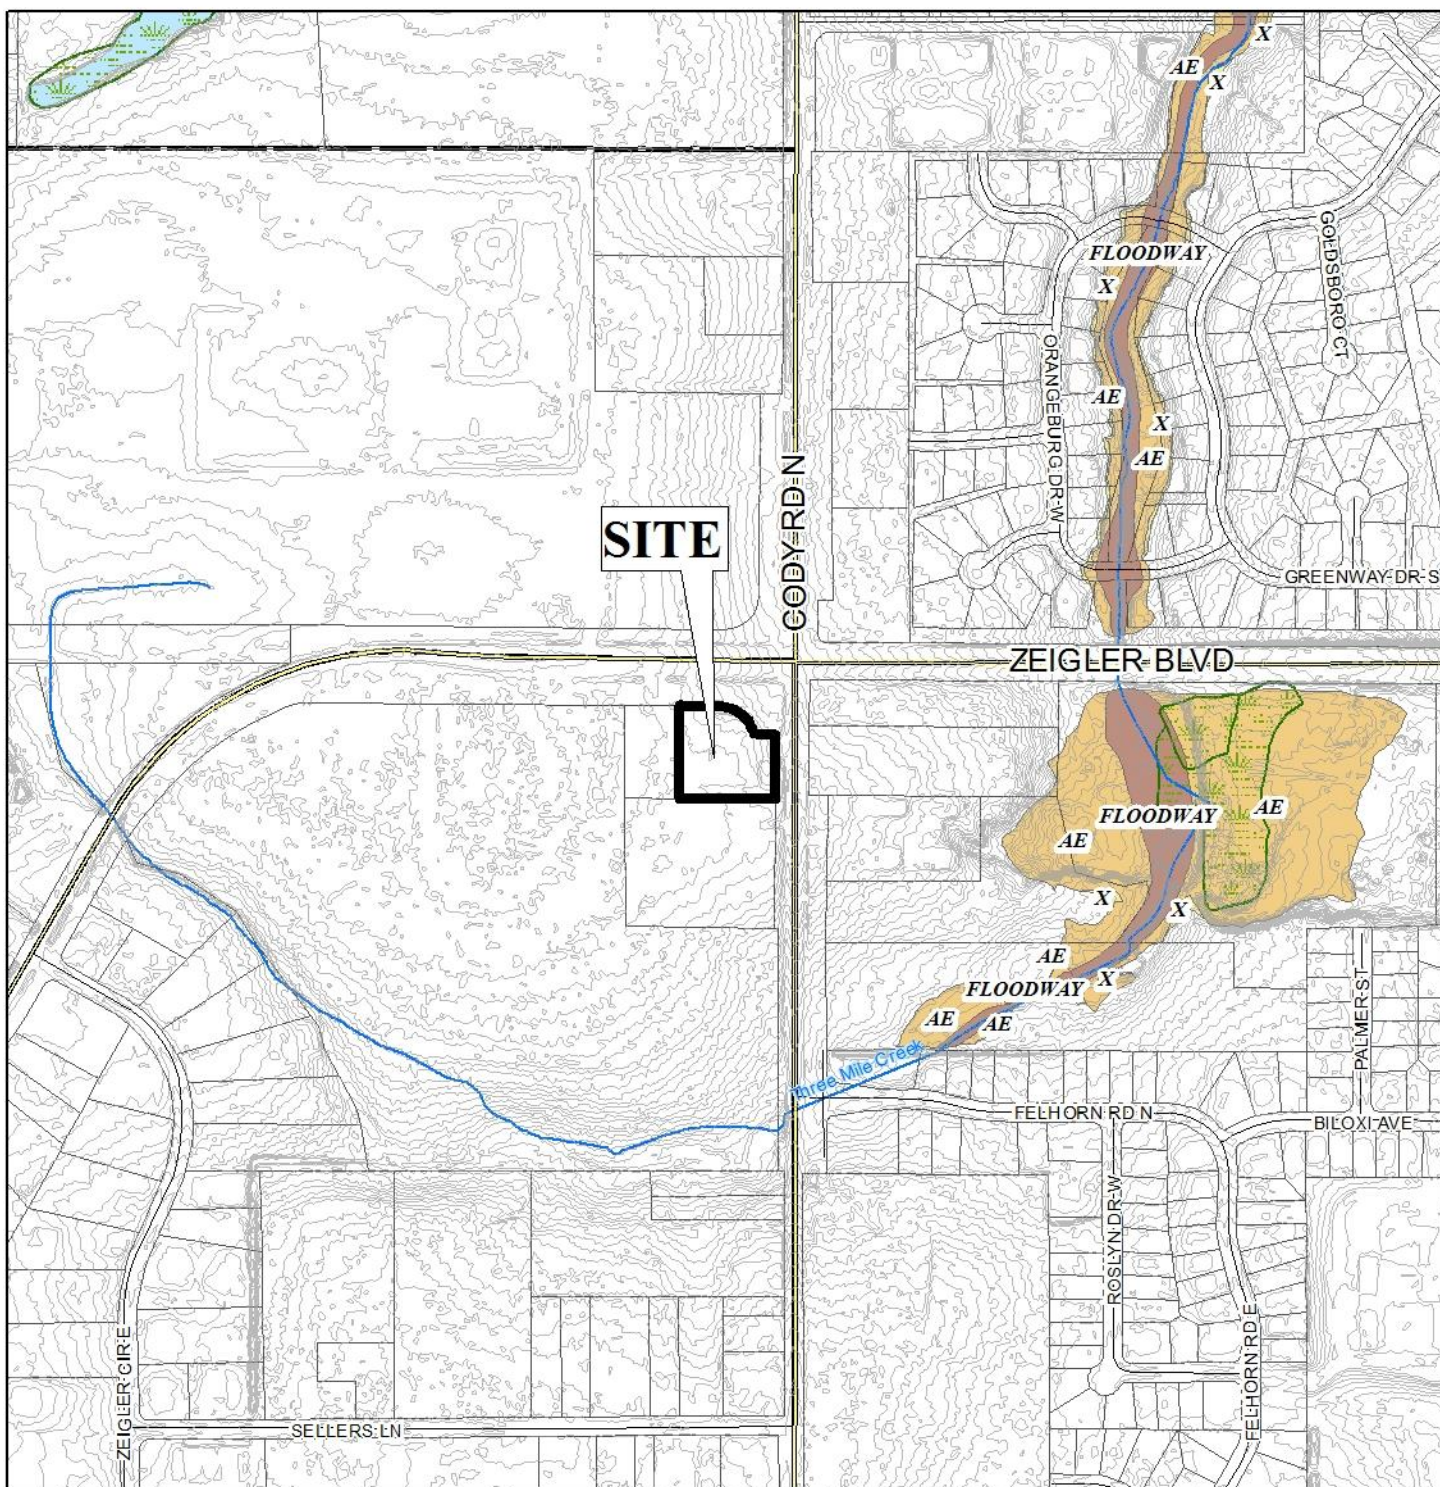 X
AE
X
GOLDSBORO CT
FLOODWAY
X
ORANGEBURG DR W
AE
X
AE
CODY RD N
SITE
GREENWAY DR S
ZEIGLER BLVD
AE
FLOODWAY
AE
X
X
AE
X
FLOODWAY
AE
AE
PALMER ST
Three Mile Creek
FELHORN RD N
BILOXI AVE
ROSLYN DR W
FELHORN RD E
ZEIGLER CIR E
SELLERS LN